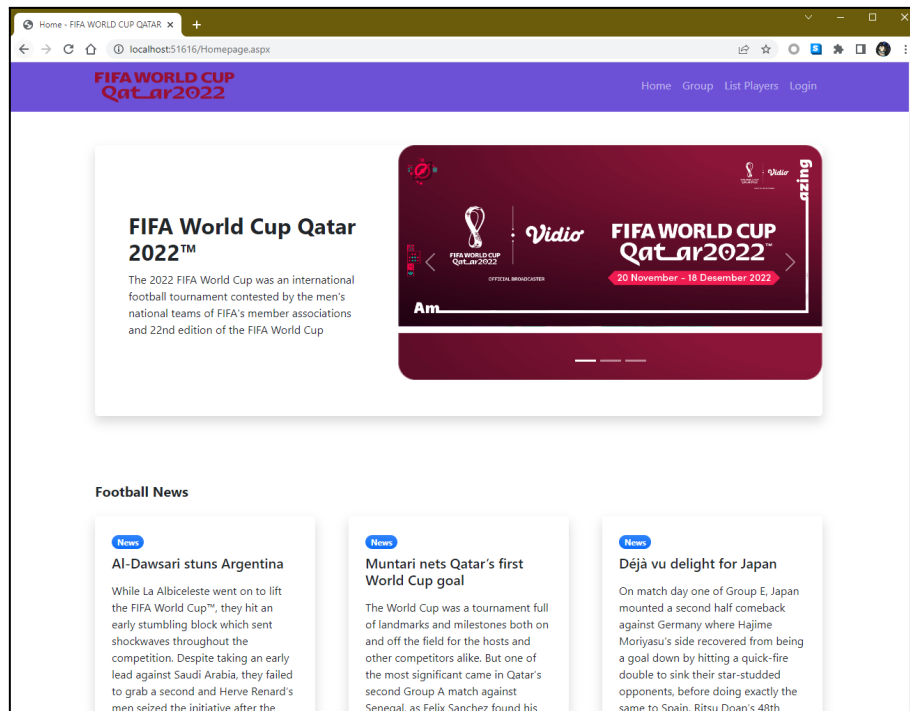 Home - FIFA WORLD CUP QATAR
localhost:51616/Homepage.aspx
FIFA WORLD CUP
Qatar2022
Home Group List Players Login
FIFA World Cup Qatar
2022™
The 2022 FIFA World Cup was an international
football tournament contested by the men's
national teams of FIFA's member associations
and 22nd edition of the FIFA World Cup
Vidio
azing
FIFA WORLD CUP
Qatar2022
OFFICIAL BROADCASTER
Vidio
FIFA WORLD CUP
Qatar2022™
20 November - 18 Desember 2022
Am
Football News
News
Al-Dawsari stuns Argentina
While La Albiceleste went on to lift
the FIFA World Cup™, they hit an
early stumbling block which sent
shockwaves throughout the
competition. Despite taking an early
lead against Saudi Arabia, they failed
to grab a second and Herve Renard's
men seized the initiative after the
News
Muntari nets Qatar's first
World Cup goal
The World Cup was a tournament full
of landmarks and milestones both on
and off the field for the hosts and
other competitors alike. But one of
the most significant came in Qatar's
second Group A match against
Senegal, as Felix Sanchez found his
News
Déjà vu delight for Japan
On match day one of Group E, Japan
mounted a second half comeback
against Germany where Hajime
Moriyasu's side recovered from being
a goal down by hitting a quick-fire
double to sink their star-studded
opponents, before doing exactly the
same to Spain. Ritsu Doan's 48th